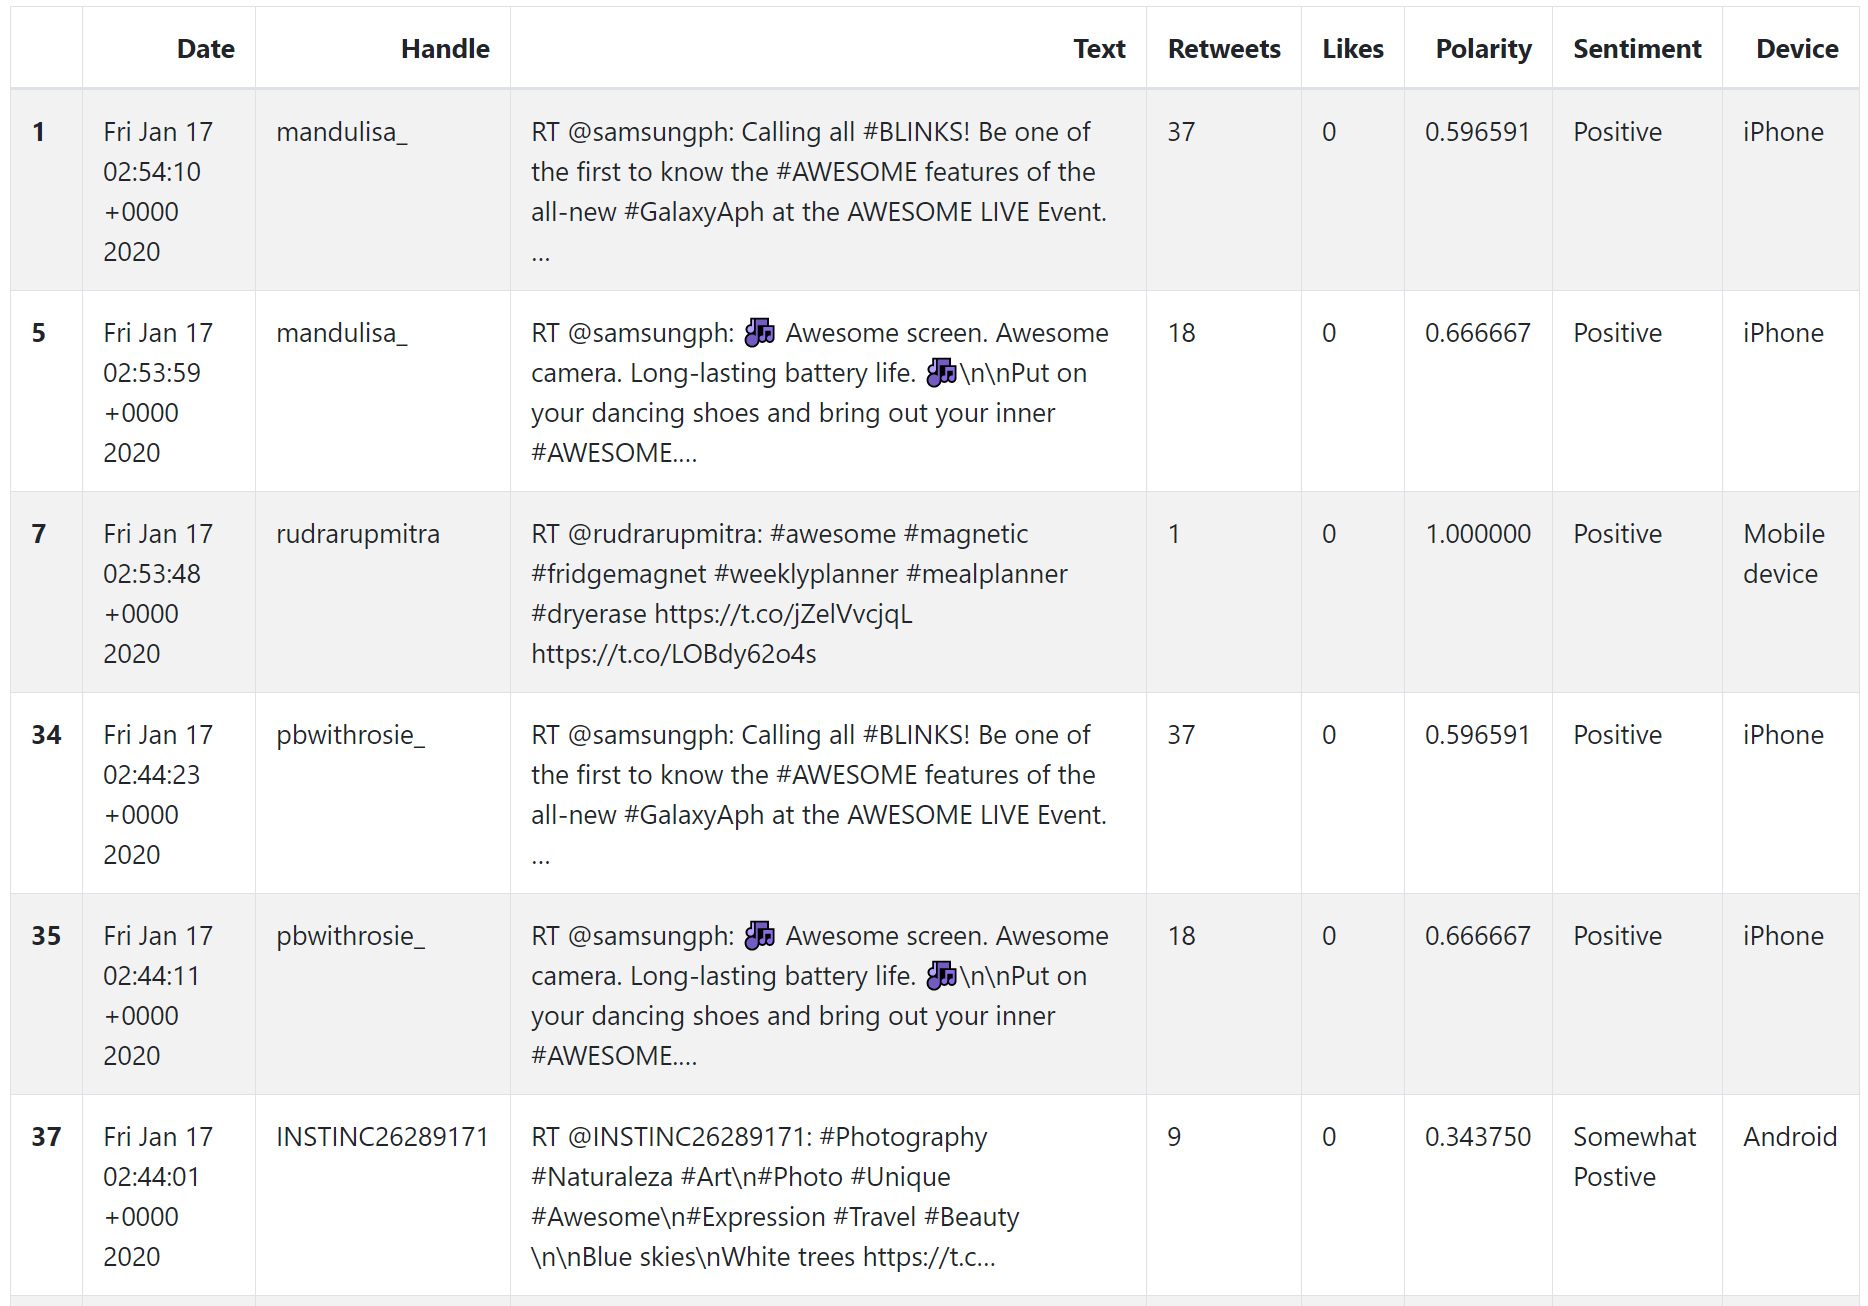 Date Handle Text Retweets Likes Polarity Sentiment Device
1 Fri Jan 17 mandulisa_ RT @samsungph: Calling all #BLINKS! Be one of 37 0 0.596591 Positive iPhone
02:54:10 the first to know the #AWESOME features of the
+0000 all-new #GalaxyAph at the AWESOME LIVE Event.
2020 ...
5 Fri Jan 17 mandulisa_ RT @samsungph: 🎶 Awesome screen. Awesome 18 0 0.666667 Positive iPhone
02:53:59 camera. Long-lasting battery life. 🎶\n\nPut on
+0000 your dancing shoes and bring out your inner
2020 #AWESOME....
7 Fri Jan 17 rudrarupmitra RT @rudrarupmitra: #awesome #magnetic 1 0 1.000000 Positive Mobile
02:53:48 #fridgemagnet #weeklyplanner #mealplanner device
+0000 #dryerase https://t.co/jZelVvcjqL
2020 https://t.co/LOBdy62o4s
34 Fri Jan 17 pbwithrosie_ RT @samsungph: Calling all #BLINKS! Be one of 37 0 0.596591 Positive iPhone
02:44:23 the first to know the #AWESOME features of the
+0000 all-new #GalaxyAph at the AWESOME LIVE Event.
2020 ...
35 Fri Jan 17 pbwithrosie_ RT @samsungph: 🎶 Awesome screen. Awesome 18 0 0.666667 Positive iPhone
02:44:11 camera. Long-lasting battery life. 🎶\n\nPut on
+0000 your dancing shoes and bring out your inner
2020 #AWESOME....
37 Fri Jan 17 INSTINC26289171 RT @INSTINC26289171: #Photography 9 0 0.343750 Somewhat Android
02:44:01 #Naturaleza #Art\n#Photo #Unique Postive
+0000 #Awesome\n#Expression #Travel #Beauty
2020 \n\nBlue skies\nWhite trees https://t.c...